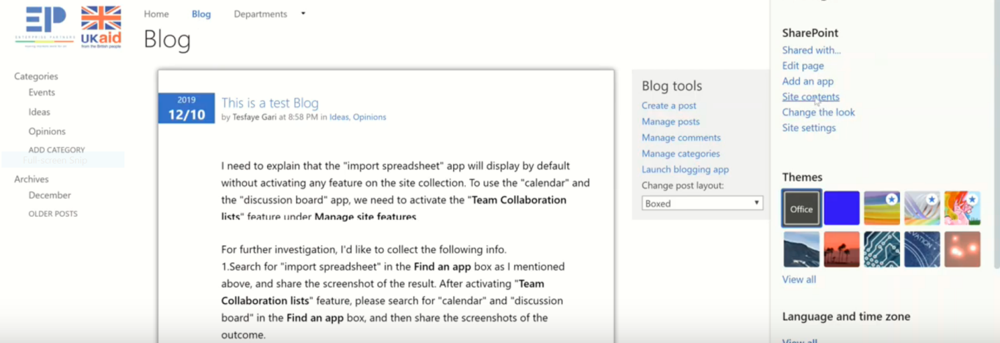 EP
ENTERPRISE PARTNERS
UKaid
from the British people
Home
Blog
Departments
Blog
Categories
Events
Ideas
Opinions
ADD CATEGORY
Full-screen Snip
Archives
December
OLDER POSTS
2019
12/10
This is a test Blog
by Tesfaye Gari at 8:58 PM in Ideas, Opinions
I need to explain that the "import spreadsheet" app will display by default
without activating any feature on the site collection. To use the "calendar" and
the "discussion board" app, we need to activate the "Team Collaboration
lists" feature under Manage site features.
For further investigation, I'd like to collect the following info.
1.Search for "import spreadsheet" in the Find an app box as I mentioned
above, and share the screenshot of the result. After activating "Team
Collaboration lists" feature, please search for "calendar" and "discussion
board" in the Find an app box, and then share the screenshots of the
outcome.
Blog tools
Create a post
Manage posts
Manage comments
Manage categories
Launch blogging app
Change post layout:
Boxed
SharePoint
Shared with...
Edit page
Add an app
Site contents
Change the look
Site settings
Themes
Office
View all
Language and time zone
View all